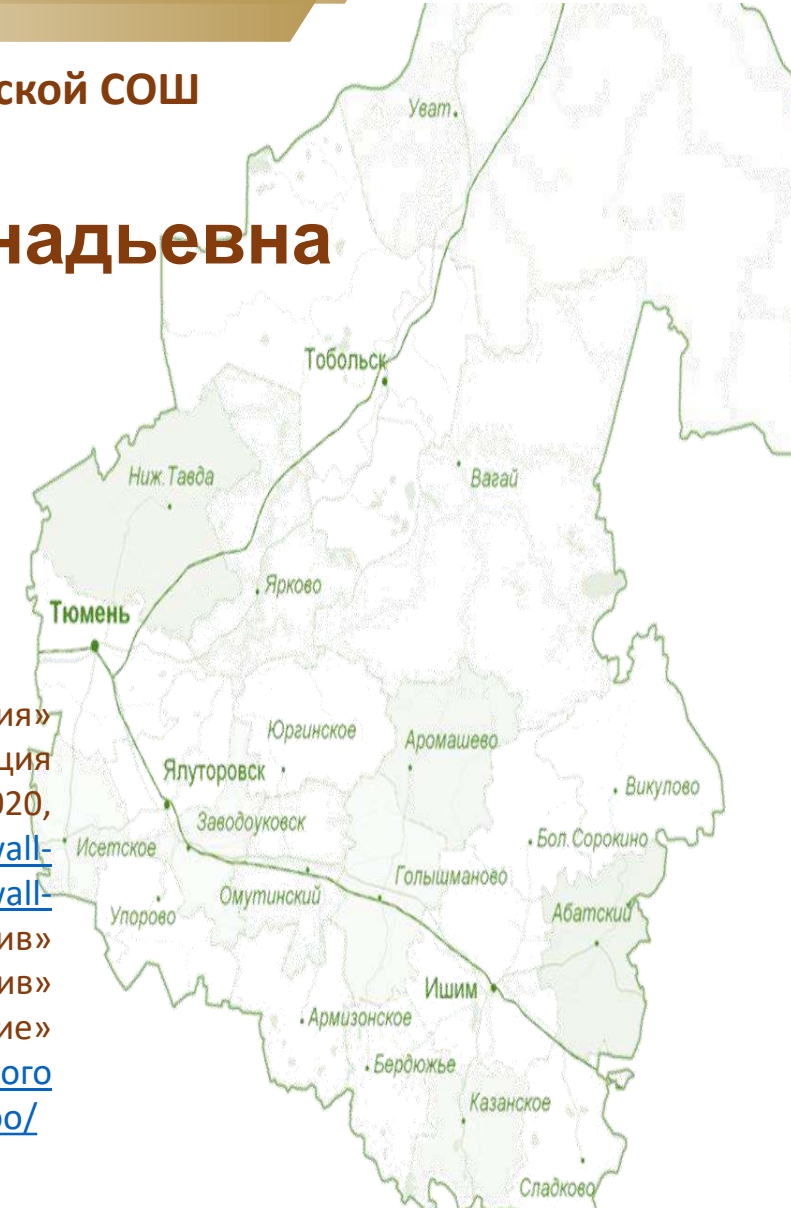 ской СОШ
надьевна
ия»
ция
020,
vall-
vall-
ив»
ив»
ие»
ого
оо/
Уват
Тобольск
Ниж.Тавда
Вагай
Ярково
Тюмень
Юргинское
Аромашево
Ялуторовск
Викулово
Заводоуковск
Бол.Сорокино
Исетское
Голышманово
Омутинский
Упорово
Абатский
Ишим
Армизонское
Бердюжье
Казанское
Сладково